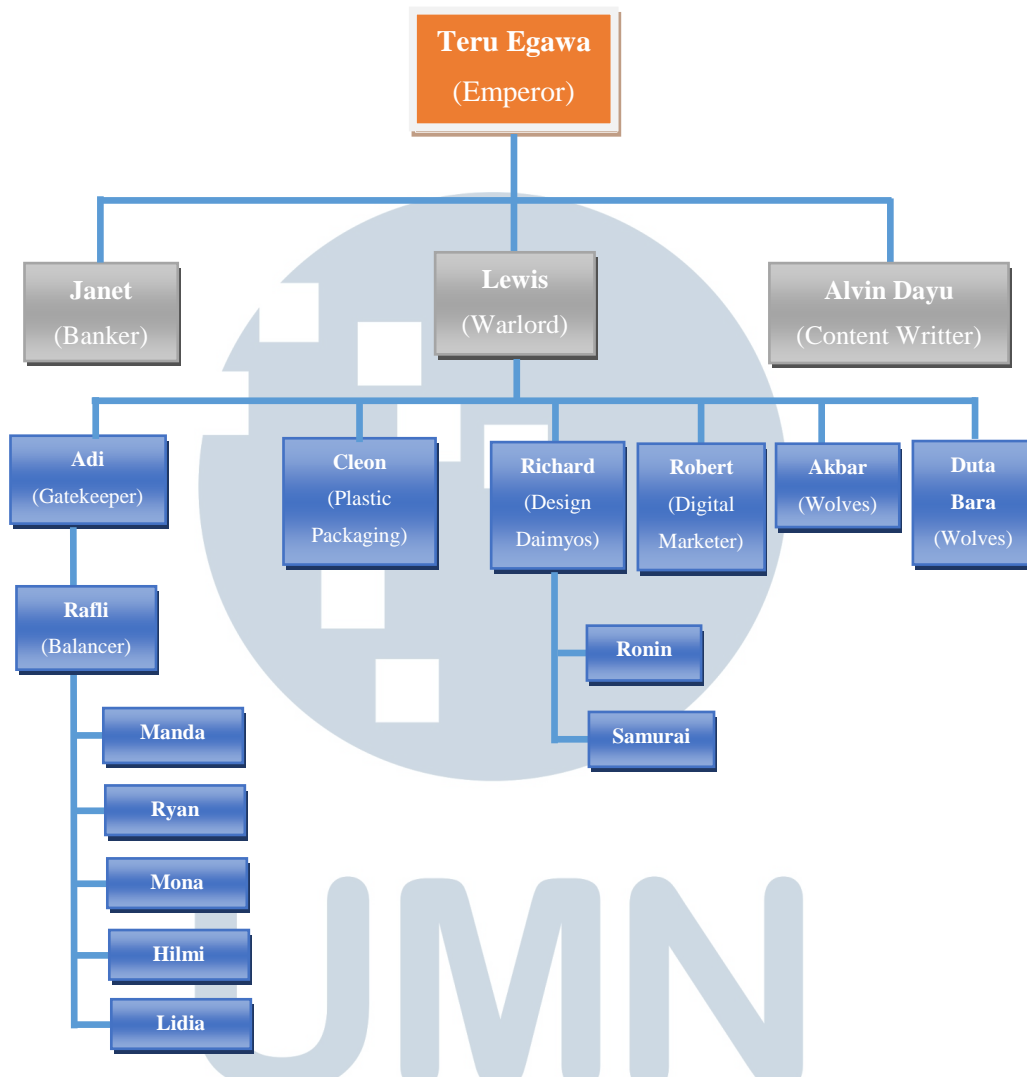 Teru Egawa
(Emperor)
Janet
(Banker)
Lewis
(Warlord)
Alvin Dayu
(Content Writter)
Adi
(Gatekeeper)
Cleon
(Plastic
Packaging)
Richard
(Design
Daimyos)
Robert
(Digital
Marketer)
Akbar
(Wolves)
Duta
Bara
(Wolves)
Rafli
(Balancer)
Ronin
Samurai
Manda
Ryan
Mona
Hilmi
Lidia
UMN